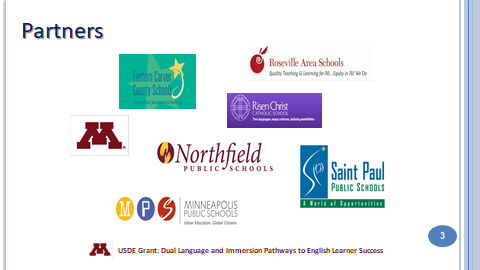 Partners
Eastern Carver
County Schools
Roseville Area Schools
Quality Teaching & Learning for All...Equity in All We Do
Risen Christ
CATHOLIC SCHOOL
Two languages, many cultures, infinite possibilities
M
Northfield
PUBLIC SCHOOLS
Saint Paul
PUBLIC SCHOOLS
A World of Opportunities
MPS
MINNEAPOLIS
PUBLIC SCHOOLS
Urban Education. Global Citizens.
3
M
USDE Grant: Dual Language and Immersion Pathways to English Learner Success